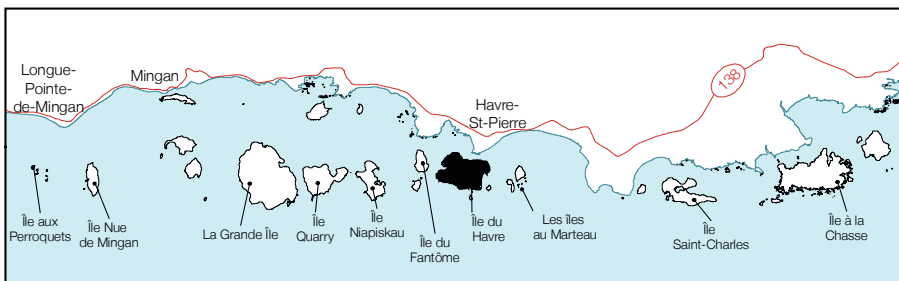 Longue-
Pointe-
de-Mingan
Mingan
Havre-
St-Pierre
138
Île aux
Perroquets
Île Nue
de Mingan
La Grande Île
Île
Quarry
Île
Niapiskau
Île du
Fantôme
Île du
Havre
Les îles
au Marteau
Île
Saint-Charles
Île à la
Chasse